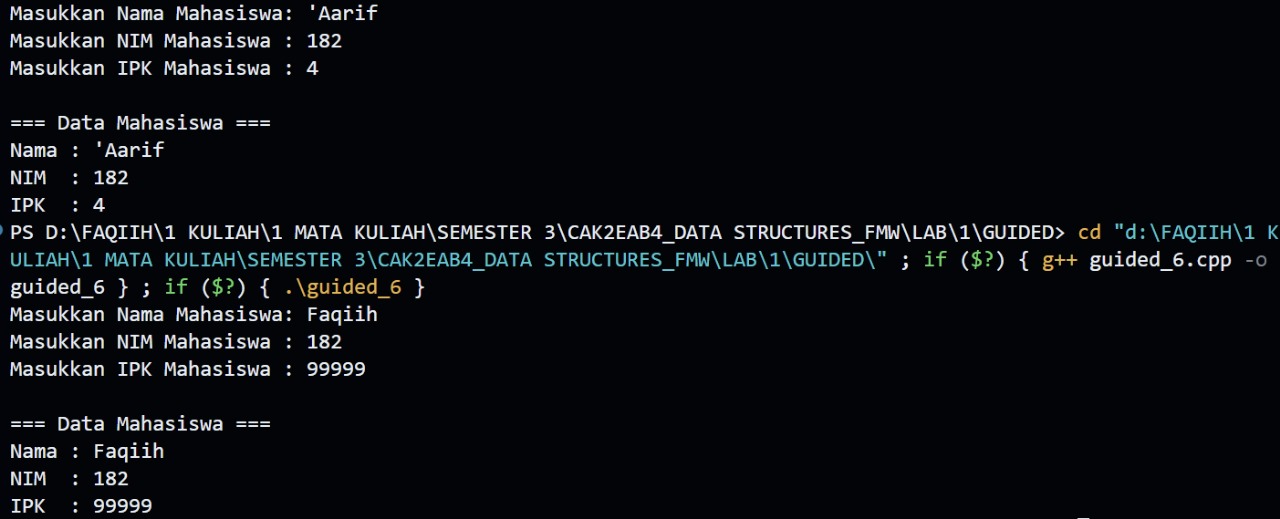 Masukkan Nama Mahasiswa: 'Aarif
Masukkan NIM Mahasiswa : 182
Masukkan IPK Mahasiswa : 4
=== Data Mahasiswa ===
Nama : 'Aarif
NIM  : 182
IPK  : 4
PS D:\FAQIIH\1 KULIAH\1 MATA KULIAH\SEMESTER 3\CAK2EAB4_DATA STRUCTURES_FMW\LAB\1\GUIDED> cd "d:\FAQIIH\1 K
ULIAH\1 MATA KULIAH\SEMESTER 3\CAK2EAB4_DATA STRUCTURES_FMW\LAB\1\GUIDED\" ; if ($?) { g++ guided_6.cpp -o
guided_6 } ; if ($?) { .\guided_6 }
Masukkan Nama Mahasiswa: Faqiih
Masukkan NIM Mahasiswa : 182
Masukkan IPK Mahasiswa : 99999
=== Data Mahasiswa ===
Nama : Faqiih
NIM  : 182
IPK  : 99999